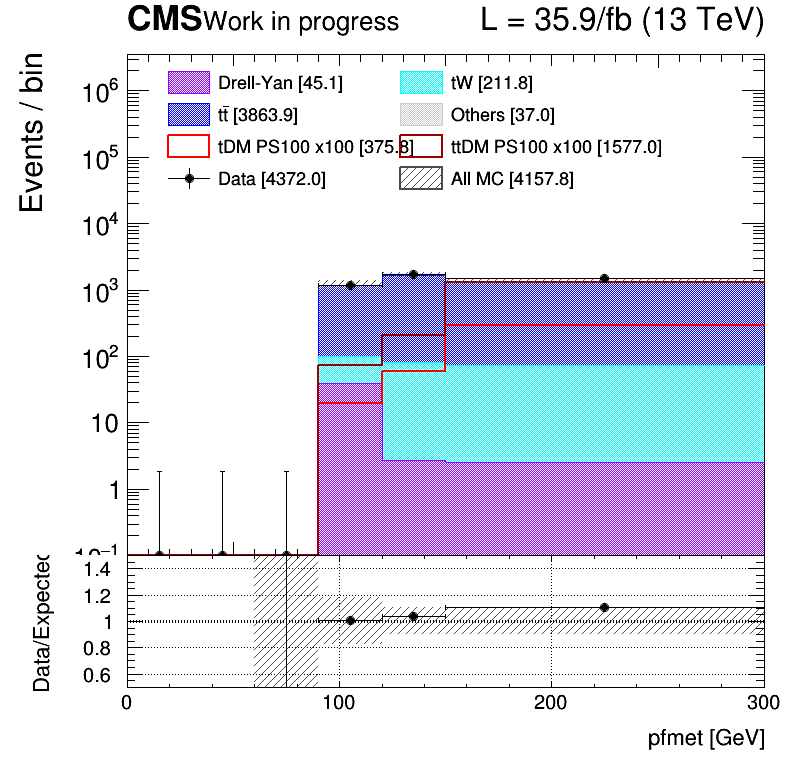 CMS Work in progress L = 35.9/fb (13 TeV)
Events / bin
Drell-Yan [45.1] tW [211.8]
tt̄ [3863.9] Others [37.0]
tDM PS100 x100 [375.8] ttDM PS100 x100 [1577.0]
Data [4372.0] All MC [4157.8]
10⁶
10⁵
10⁴
10³
10²
10
1
10⁻¹
Data/Expected
1.4
1.2
1
0.8
0.6
0 100 200 300
pfmet [GeV]